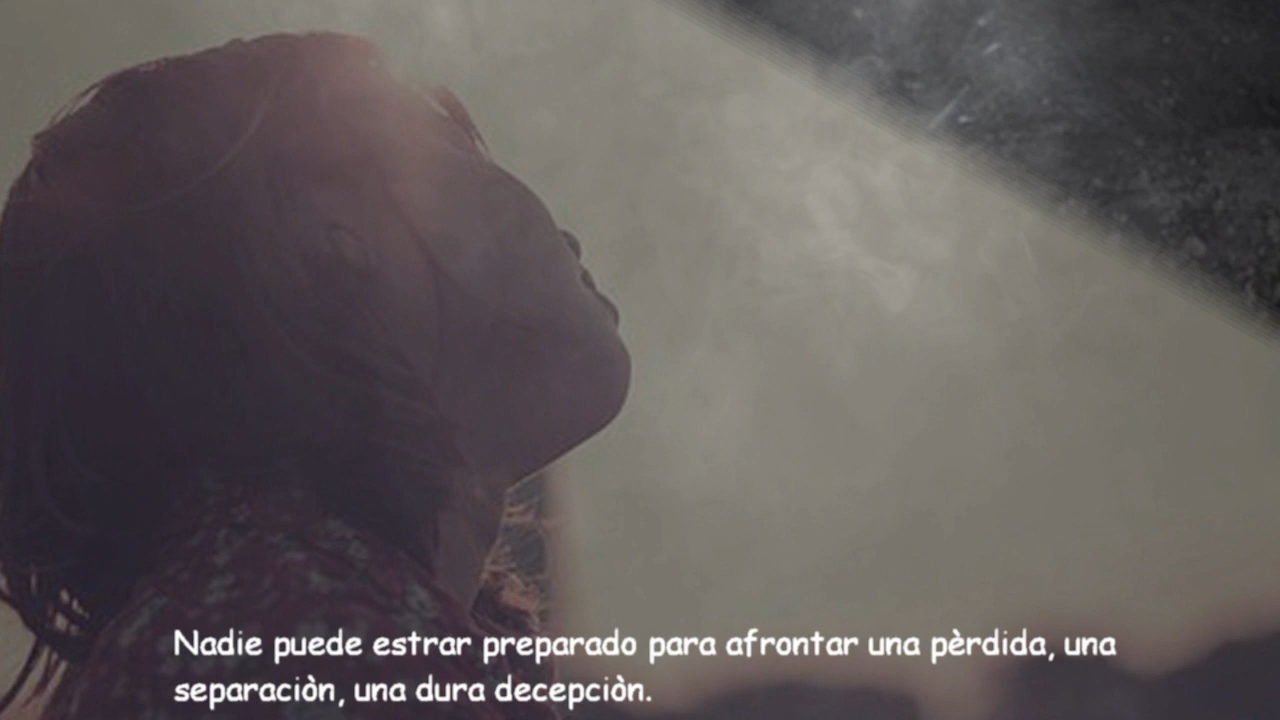 Nadie puede estrar preparado para afrontar una pèrdida, una
separaciòn, una dura decepciòn.